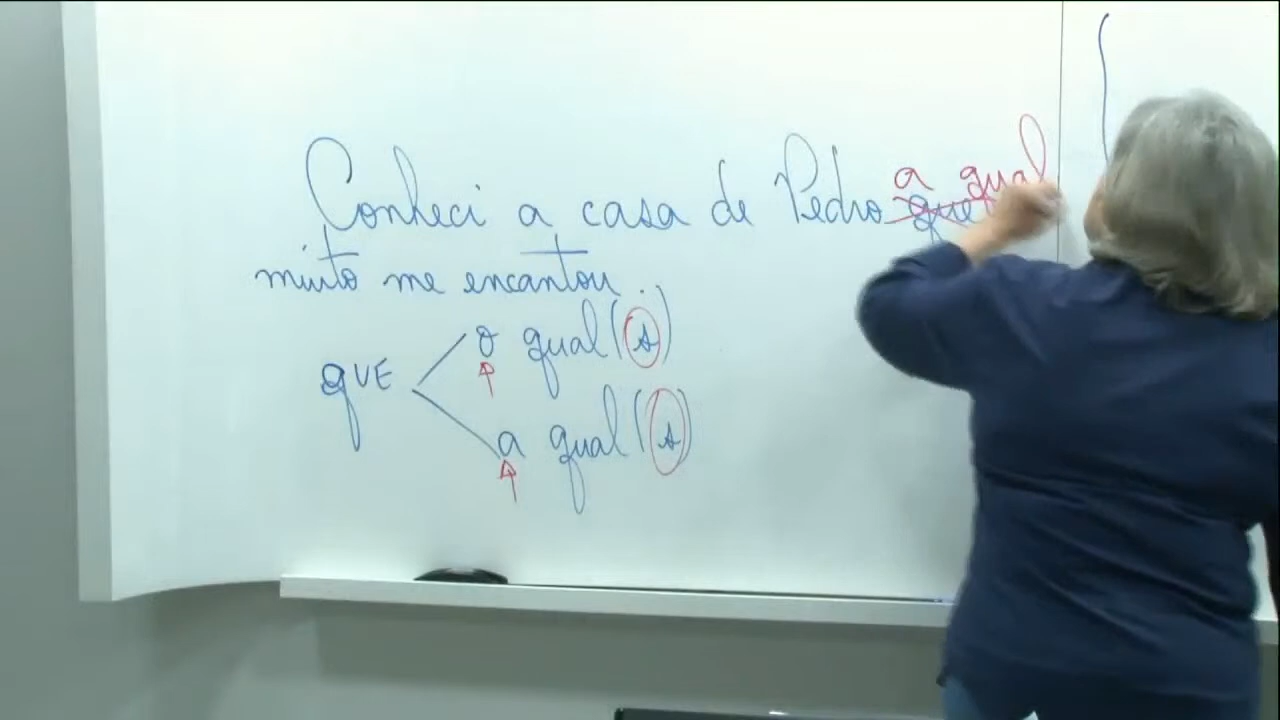 a qual
Conheci a casa de Pedro que
muito me encantou.
que o qual(s)
a qual(s)